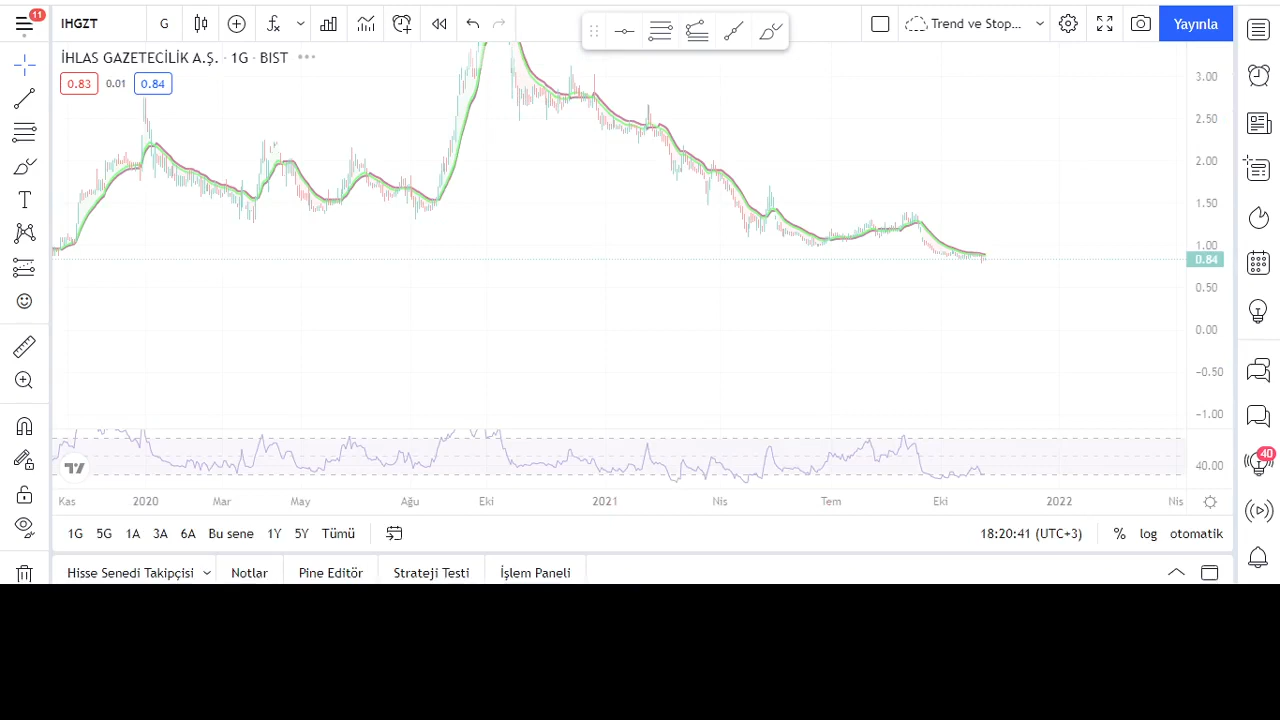 11
IHGZT
G
Trend ve Stop...
Yayınla
İHLAS GAZETECİLİK A.Ş. · 1G · BIST
0.83
0.01
0.84
3.00
2.50
2.00
1.50
1.00
0.84
0.50
0.00
−0.50
−1.00
40.00
40
Kas 2020 Mar May Ağu Eki 2021 Nis Tem Eki 2022 Nis
1G 5G 1A 3A 6A Bu sene 1Y 5Y Tümü
18:20:41 (UTC+3)
% log otomatik
Hisse Senedi Takipçisi Notlar Pine Editör Strateji Testi İşlem Paneli